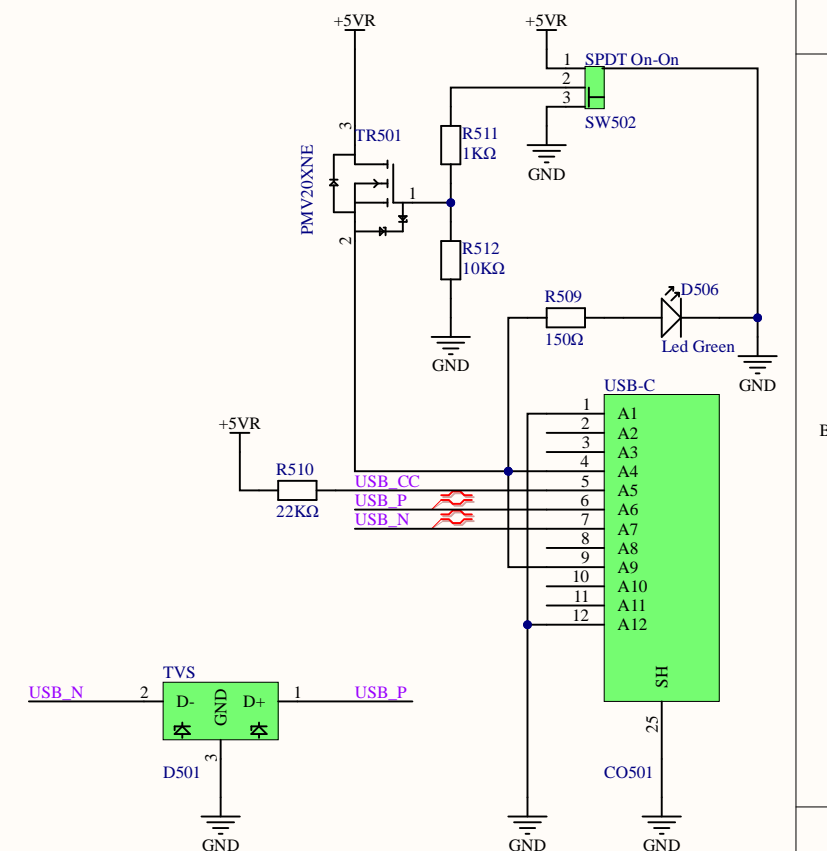 +5VR
+5VR
1
SPDT On-On
2
3
SW502
GND
3
TR501
PMV20XNE
R511
1KΩ
1
2
R512
10KΩ
GND
R509
150Ω
D506
Led Green
GND
USB-C
B
+5VR
R510
22KΩ
USB_CC
USB_P
USB_N
1 A1
2 A2
3 A3
4 A4
5 A5
6 A6
7 A7
8 A8
9 A9
10 A10
11 A11
12 A12
SH
25
CO501
GND
GND
TVS
USB_N 2 D- GND D+ 1 USB_P
3
D501
GND